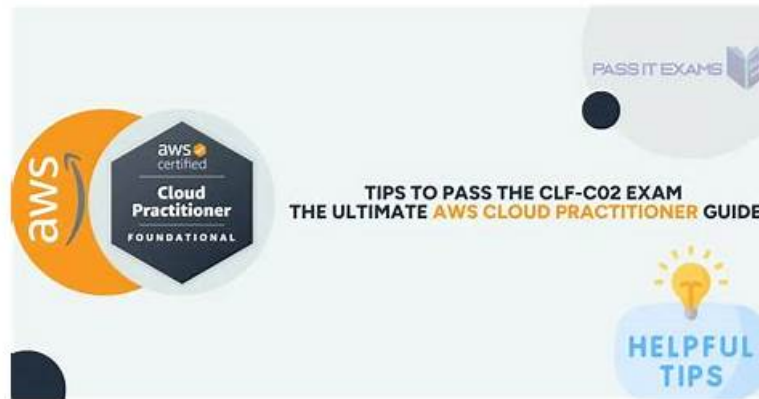 PASS IT EXAMS
aws
aws
certified
Cloud
Practitioner
FOUNDATIONAL
TIPS TO PASS THE CLF-C02 EXAM
THE ULTIMATE AWS CLOUD PRACTITIONER GUIDE
HELPFUL
TIPS